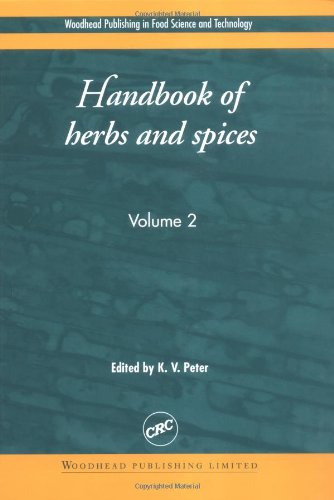 Woodhead Publishing in Food Science and Technology
Handbook of
herbs and spices
Volume 2
Edited by K. V. Peter
CRC
WOODHEAD PUBLISHING LIMITED